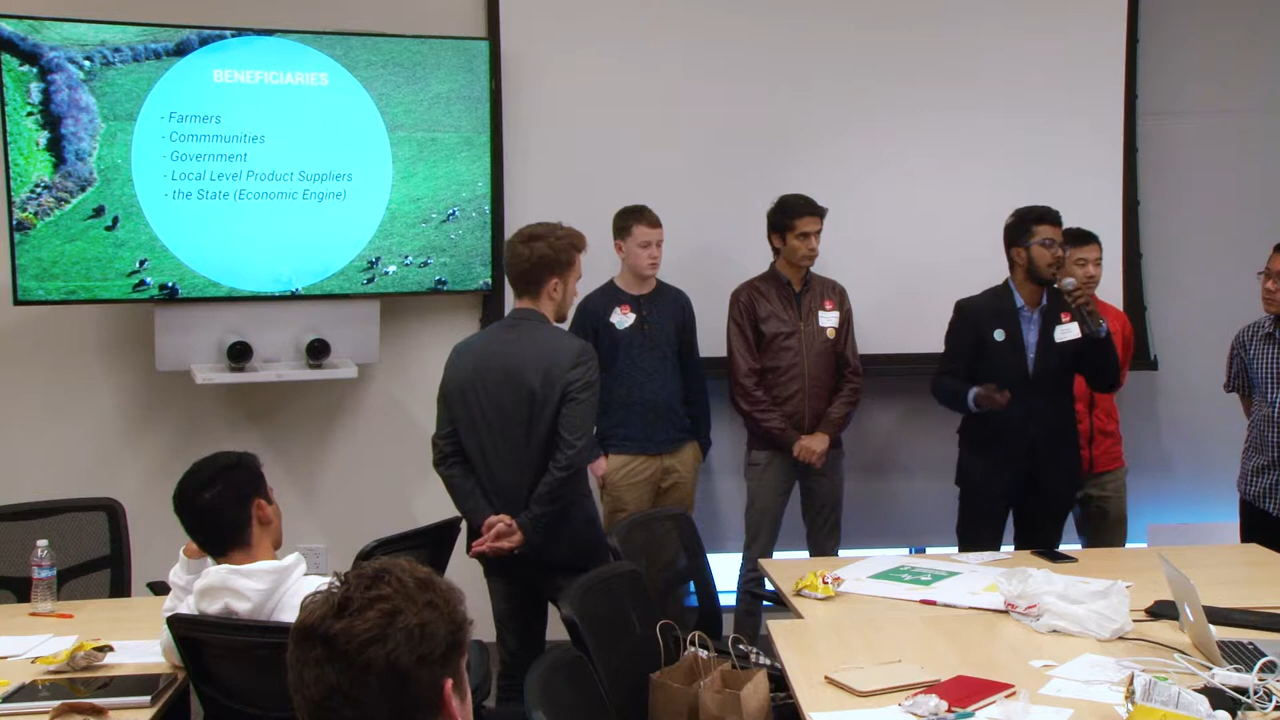 BENEFICIARIES
- Farmers
- Commmunities
- Government
- Local Level Product Suppliers
- the State (Economic Engine)